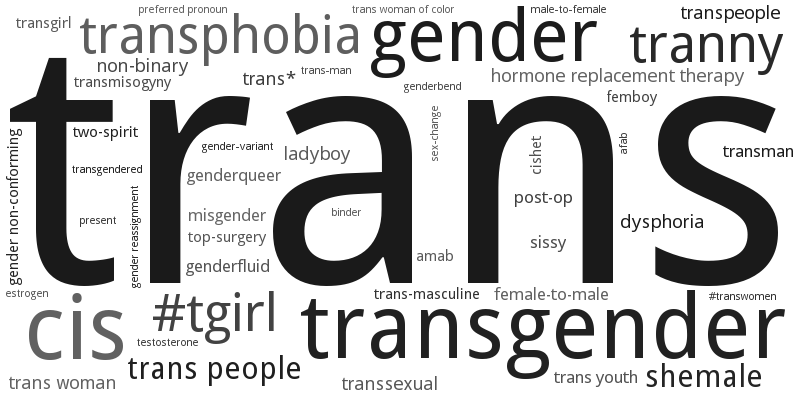 preferred pronoun
trans woman of color
male-to-female
transgirl
transphobia
gender
transpeople
tranny
non-binary
transmisogyny
trans*
trans-man
hormone replacement therapy
genderbend
femboy
trans
two-spirit
gender-variant
ladyboy
sex-change
cishet
afab
transman
transgendered
genderqueer
gender non-conforming
gender reassignment
post-op
present
misgender
binder
dysphoria
top-surgery
sissy
genderfluid
amab
estrogen
cis
#tgirl
trans-masculine
female-to-male
#transwomen
transgender
testosterone
trans people
trans woman
transsexual
trans youth
shemale